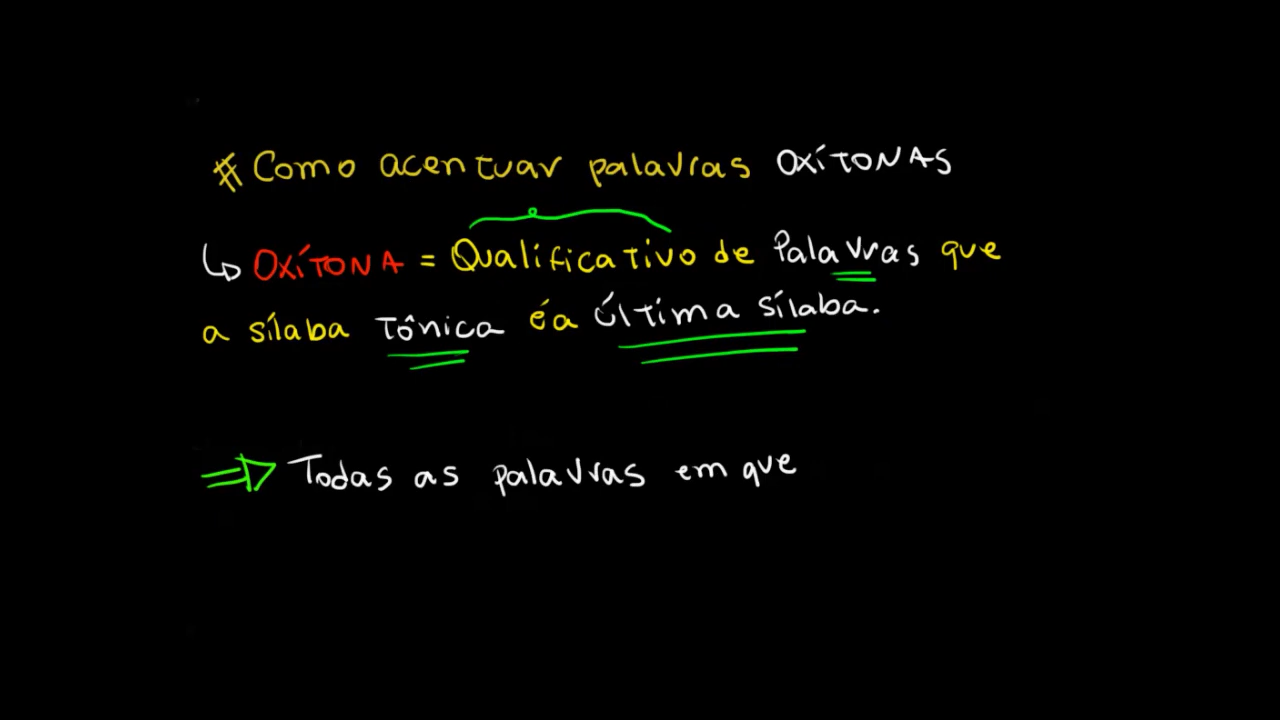 # Como acentuar palavras OXÍTONAS
↳ OXÍTONA = Qualificativo de Palavras que
a sílaba Tônica é a última sílaba.
⇒ Todas as palavras em que